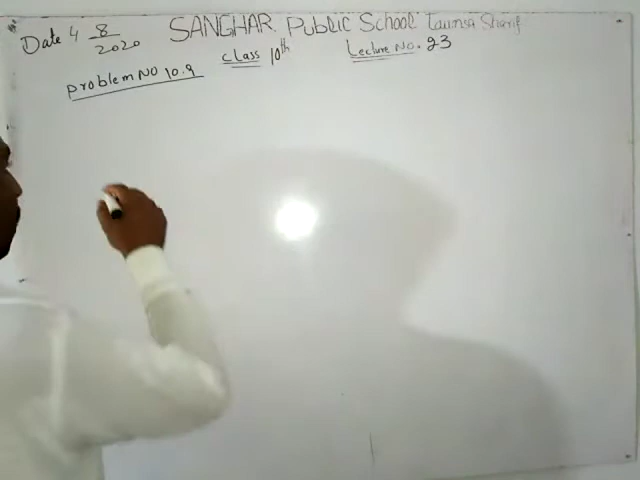 Date 4 8/2020 SANGHAR Public School Taunsa Sharif
Class 10th Lecture No. 23
Problem NO 10.9